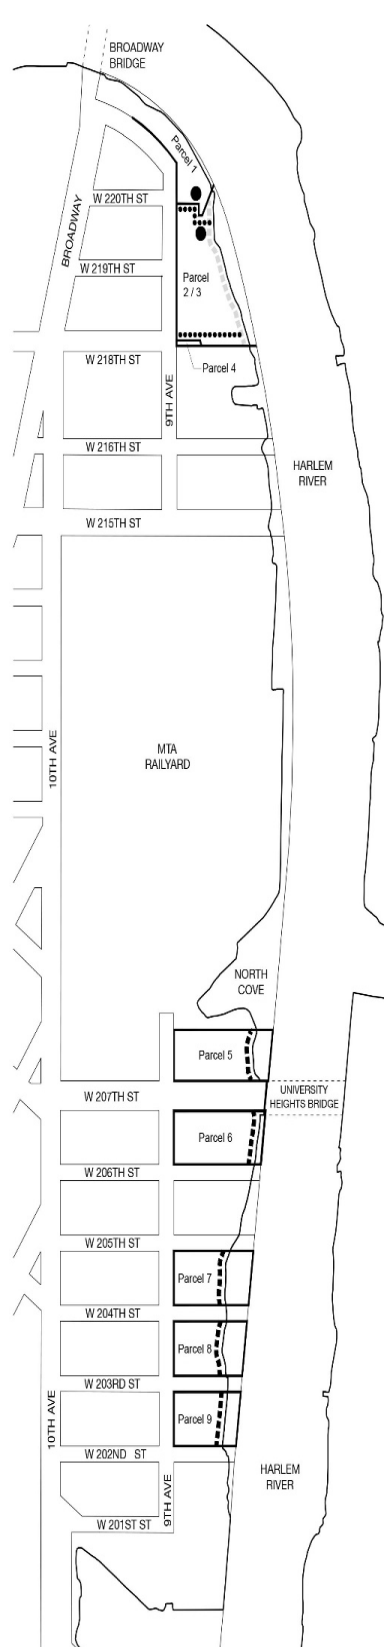 BROADWAY
BRIDGE
Parcel 1
W 220TH ST
BROADWAY
W 219TH ST
Parcel
2 / 3
W 218TH ST
Parcel 4
9TH AVE
W 216TH ST
HARLEM
RIVER
W 215TH ST
10TH AVE
MTA
RAILYARD
NORTH
COVE
Parcel 5
UNIVERSITY
HEIGHTS BRIDGE
W 207TH ST
Parcel 6
W 206TH ST
W 205TH ST
Parcel 7
W 204TH ST
Parcel 8
W 203RD ST
10TH AVE
Parcel 9
W 202ND ST
HARLEM
RIVER
9TH AVE
W 201ST ST